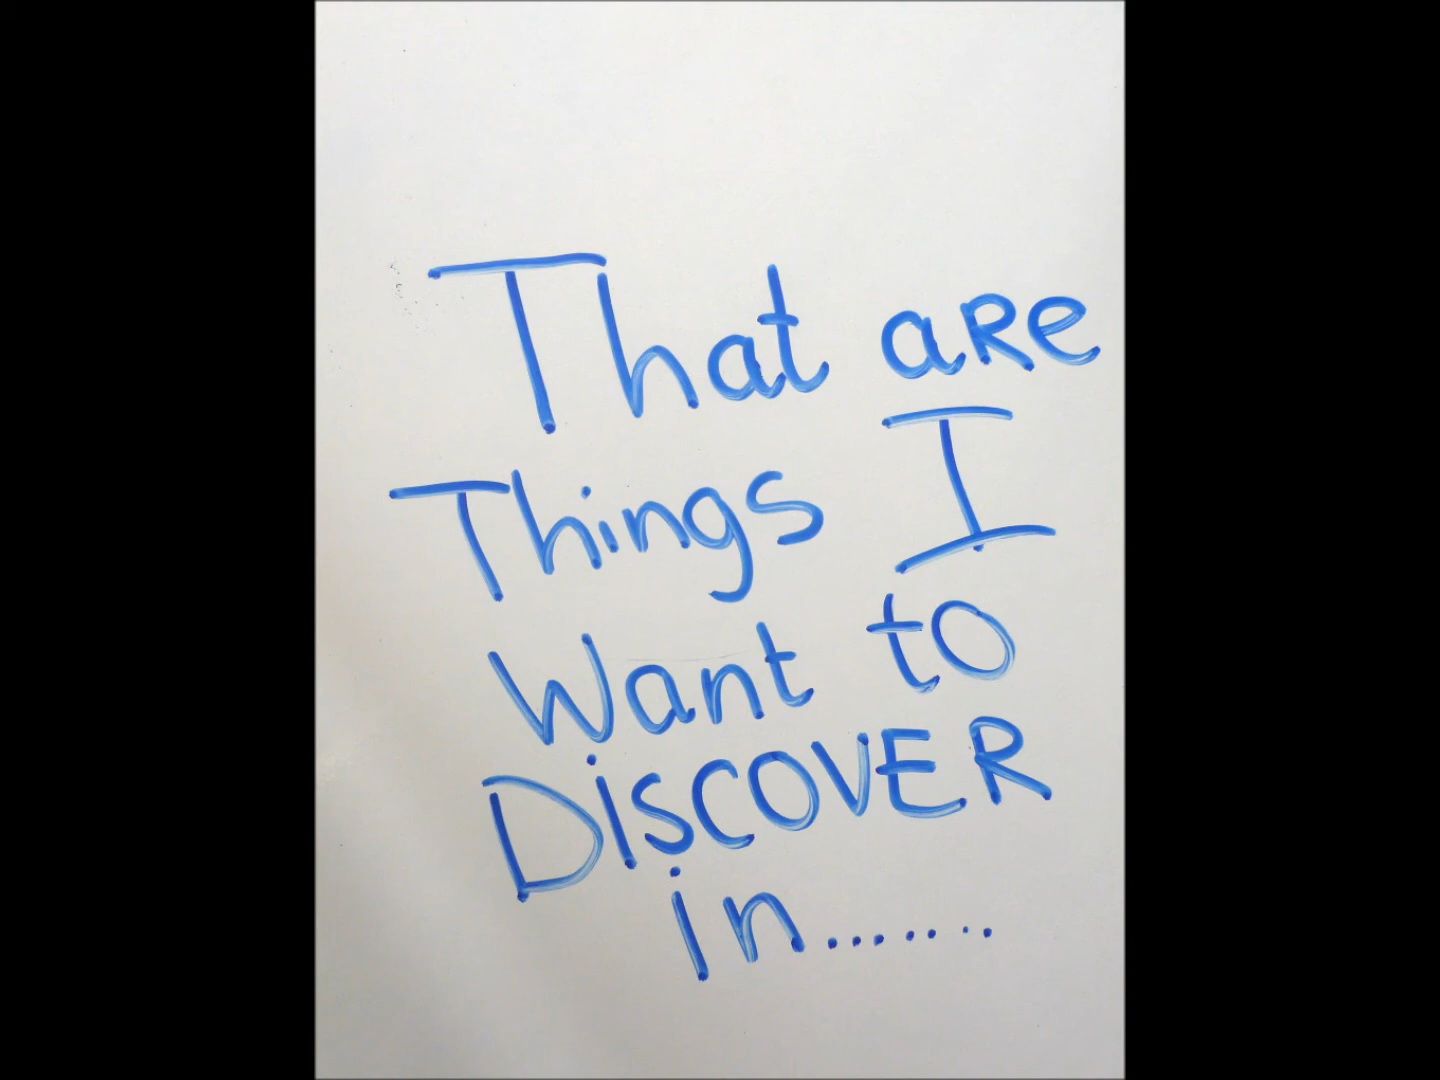 That are
Things I
Want to
DiSCOVER
in.......